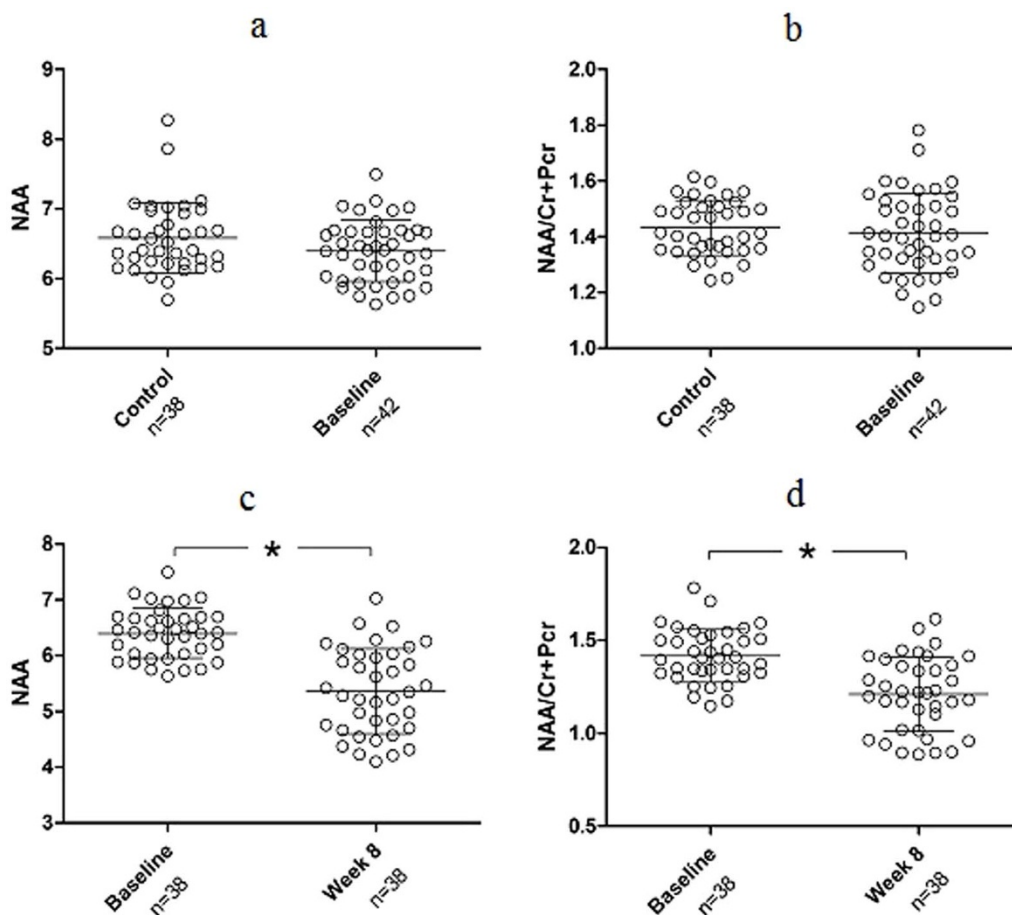 a
b
9
8
7
6
5
NAA
Control
n=38
Baseline
n=42
2.0
1.8
1.6
1.4
1.2
1.0
NAA/Cr+Pcr
Control
n=38
Baseline
n=42
c
d
8
7
6
5
4
3
NAA
*
Baseline
n=38
Week 8
n=38
2.0
1.5
1.0
0.5
NAA/Cr+Pcr
*
Baseline
n=38
Week 8
n=38